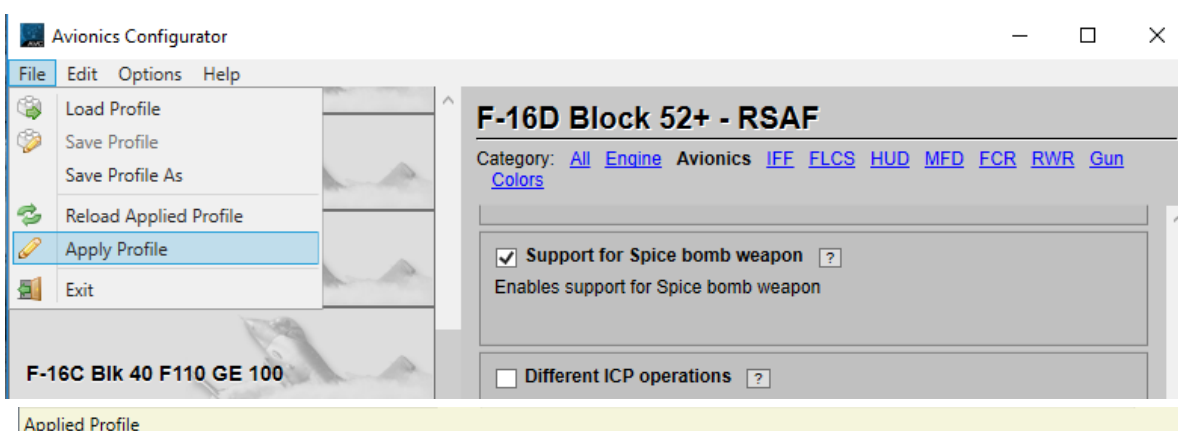 Avionics Configurator
File Edit Options Help
Load Profile
Save Profile
Save Profile As
Reload Applied Profile
Apply Profile
Exit
F-16C Blk 40 F110 GE 100
F-16D Block 52+ - RSAF
Category: All Engine Avionics IFF FLCS HUD MFD FCR RWR Gun
Colors
Support for Spice bomb weapon ?
Enables support for Spice bomb weapon
Different ICP operations ?
Applied Profile